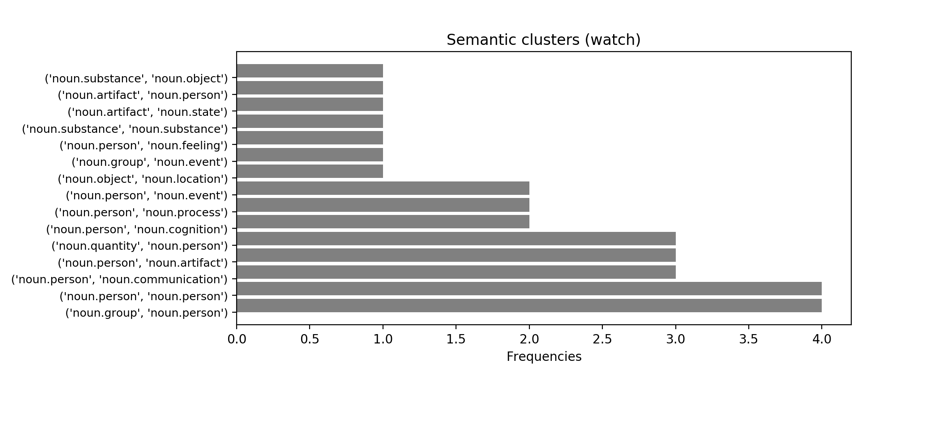 Semantic clusters (watch)
('noun.substance', 'noun.object')
('noun.artifact', 'noun.person')
('noun.artifact', 'noun.state')
('noun.substance', 'noun.substance')
('noun.person', 'noun.feeling')
('noun.group', 'noun.event')
('noun.object', 'noun.location')
('noun.person', 'noun.event')
('noun.person', 'noun.process')
('noun.person', 'noun.cognition')
('noun.quantity', 'noun.person')
('noun.person', 'noun.artifact')
('noun.person', 'noun.communication')
('noun.person', 'noun.person')
('noun.group', 'noun.person')
0.0 0.5 1.0 1.5 2.0 2.5 3.0 3.5 4.0
Frequencies